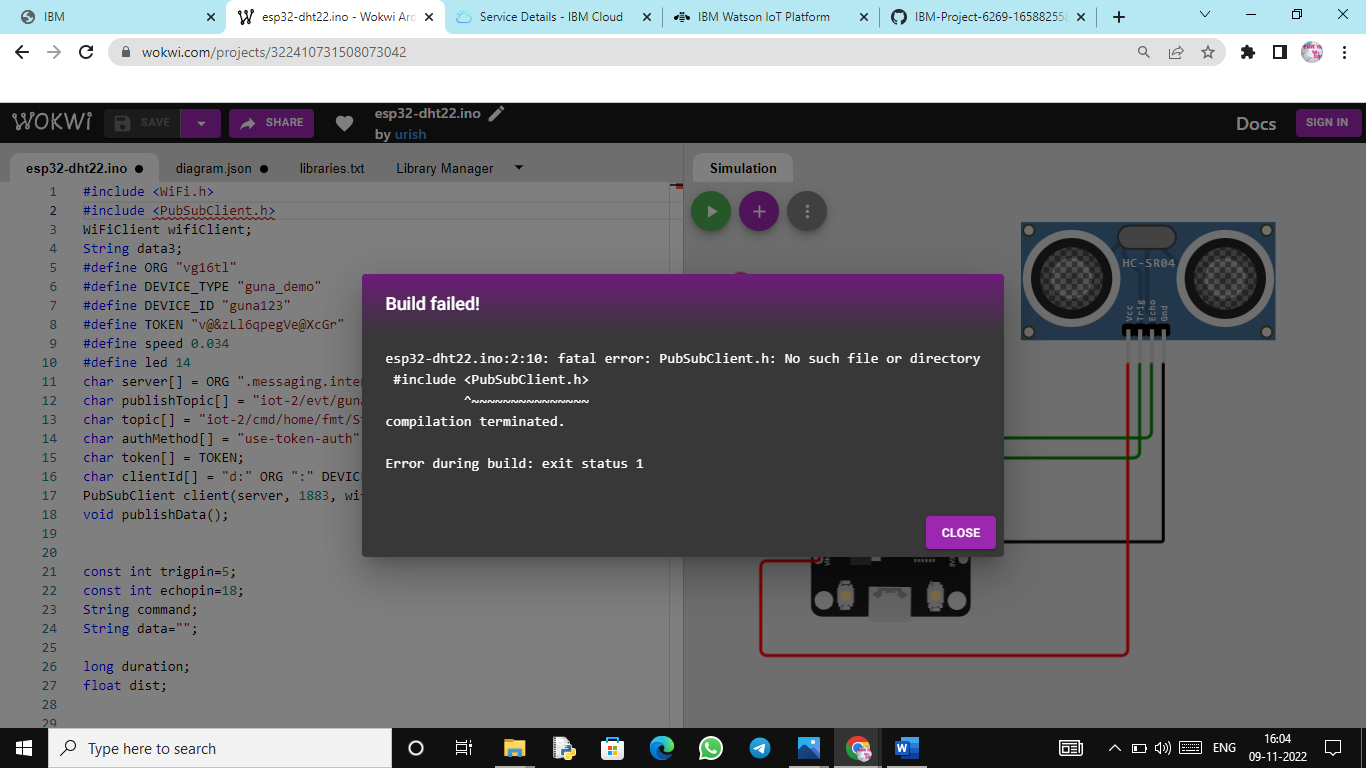 IBM
esp32-dht22.ino - Wokwi Ard
Service Details - IBM Cloud
IBM Watson IoT Platform
IBM-Project-6269-165882558
wokwi.com/projects/322410731508073042
WOKWI
SAVE
SHARE
esp32-dht22.ino
by urish
Docs
SIGN IN
esp32-dht22.ino
diagram.json
libraries.txt
Library Manager
Simulation
1 #include <WiFi.h>
2 #include <PubSubClient.h>
3 WiFiClient wifiClient;
4 String data3;
5 #define ORG "vg16tl"
6 #define DEVICE_TYPE "guna_demo"
7 #define DEVICE_ID "guna123"
8 #define TOKEN "v@&zLl6qpegVe@XcGr"
9 #define speed 0.034
10 #define led 14
11 char server[] = ORG ".messaging.inter
12 char publishTopic[] = "iot-2/evt/guna
13 char topic[] = "iot-2/cmd/home/fmt/St
14 char authMethod[] = "use-token-auth"
15 char token[] = TOKEN;
16 char clientId[] = "d:" ORG ":" DEVIC
17 PubSubClient client(server, 1883, wif
18 void publishData();
19
20
21 const int trigpin=5;
22 const int echopin=18;
23 String command;
24 String data="";
25
26 long duration;
27 float dist;
28
29
HC-SR04
Vcc
Trig
Echo
Gnd
Build failed!
esp32-dht22.ino:2:10: fatal error: PubSubClient.h: No such file or directory
#include <PubSubClient.h>
^~~~~~~~~~~~~~~~
compilation terminated.
Error during build: exit status 1
CLOSE
Type here to search
ENG
16:04
09-11-2022